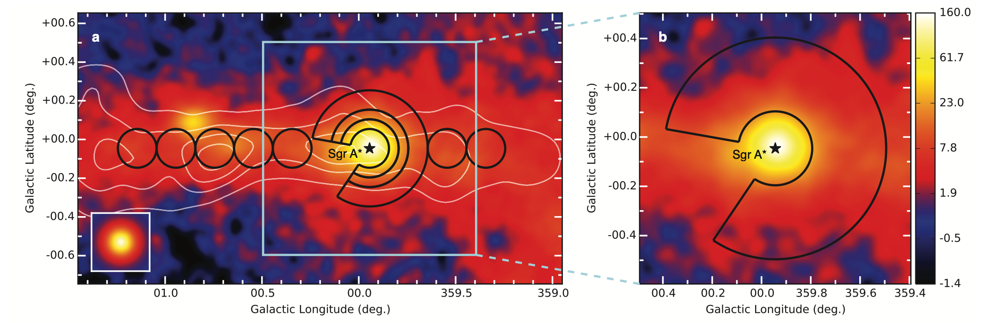 a
Sgr A*
+00.6
+00.4
+00.2
+00.0
-00.2
-00.4
-00.6
Galactic Latitude (deg.)
01.0 00.5 00.0 359.5 359.0
Galactic Longitude (deg.)
b
Sgr A*
+00.4
+00.2
+00.0
-00.2
-00.4
Galactic Latitude (deg.)
00.4 00.2 00.0 359.8 359.6 359.4
Galactic Longitude (deg.)
160.0
61.7
23.0
7.8
1.9
-0.5
-1.4